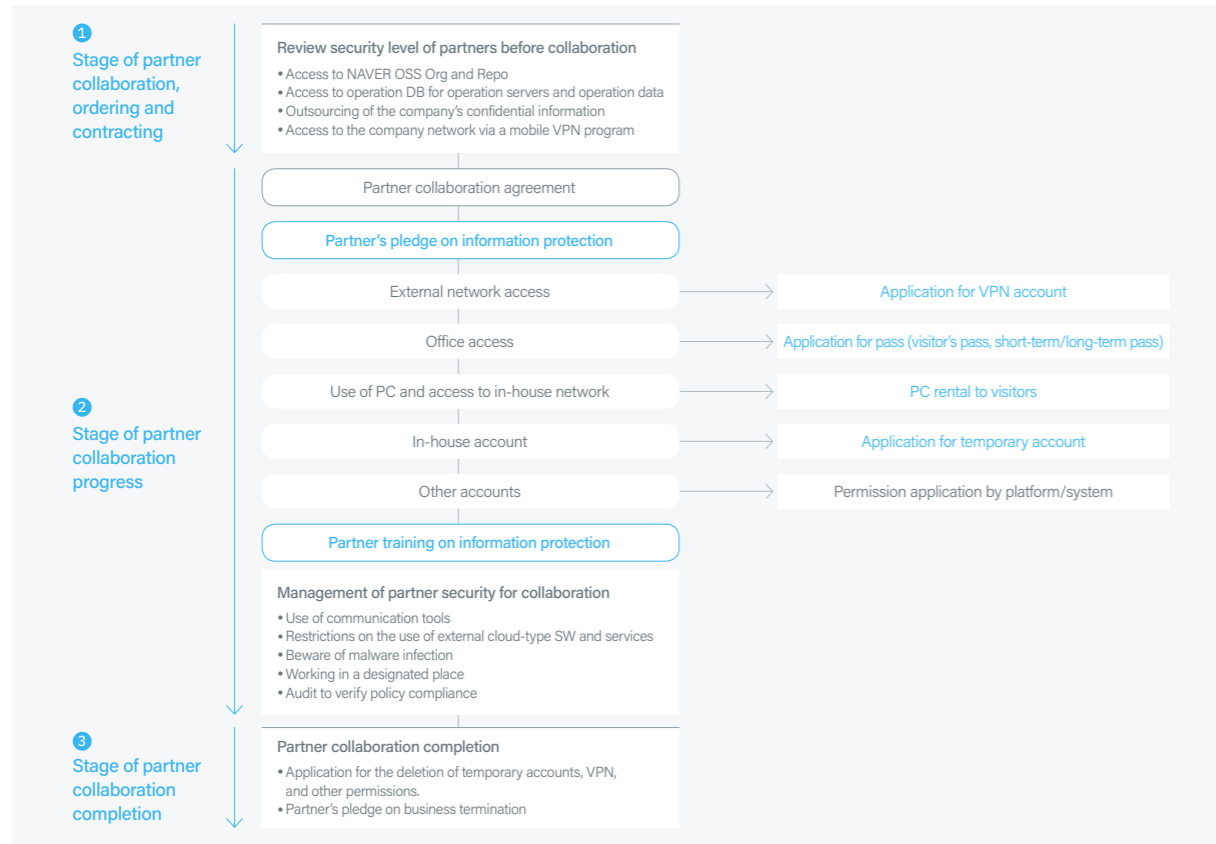 1
Stage of partner
collaboration,
ordering and
contracting
Review security level of partners before collaboration
• Access to NAVER OSS Org and Repo
• Access to operation DB for operation servers and operation data
• Outsourcing of the company's confidential information
• Access to the company network via a mobile VPN program
2
Stage of partner
collaboration
progress
Partner collaboration agreement
Partner's pledge on information protection
External network access
Application for VPN account
Office access
Application for pass (visitor's pass, short-term/long-term pass)
Use of PC and access to in-house network
PC rental to visitors
In-house account
Application for temporary account
Other accounts
Permission application by platform/system
Partner training on information protection
Management of partner security for collaboration
• Use of communication tools
• Restrictions on the use of external cloud-type SW and services
• Beware of malware infection
• Working in a designated place
• Audit to verify policy compliance
3
Stage of partner
collaboration
completion
Partner collaboration completion
• Application for the deletion of temporary accounts, VPN,
and other permissions.
• Partner's pledge on business termination